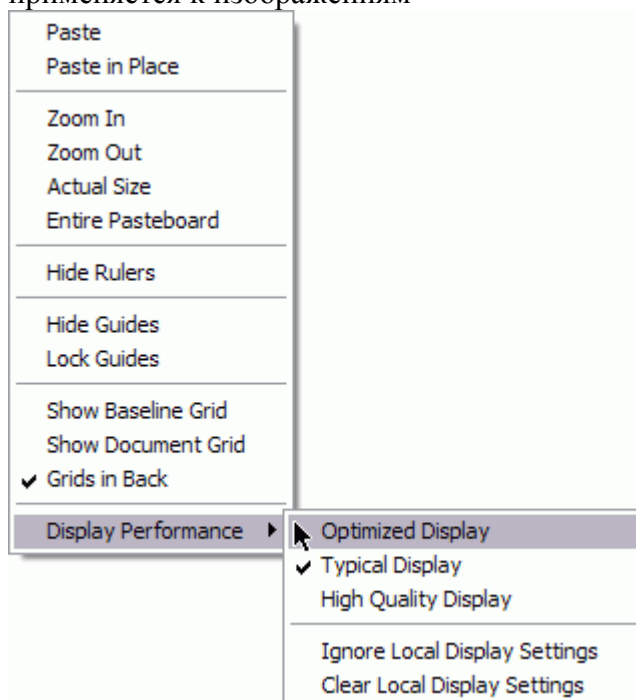 применяется к изображениям
Paste
Paste in Place
Zoom In
Zoom Out
Actual Size
Entire Pasteboard
Hide Rulers
Hide Guides
Lock Guides
Show Baseline Grid
Show Document Grid
Grids in Back
Display Performance
Optimized Display
Typical Display
High Quality Display
Ignore Local Display Settings
Clear Local Display Settings